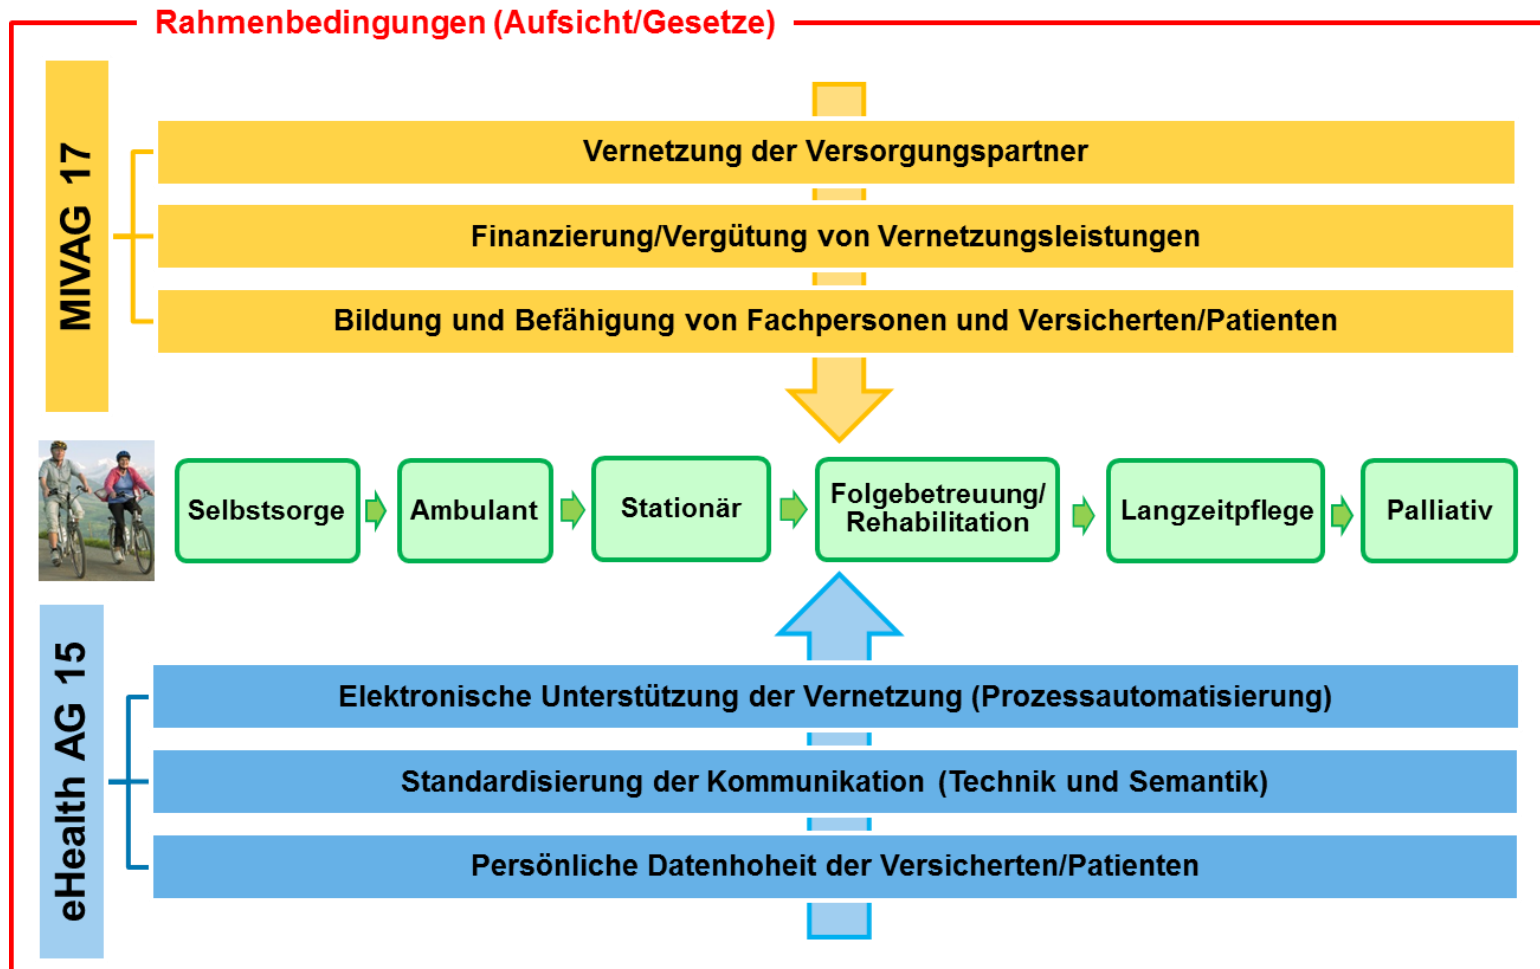 Rahmenbedingungen (Aufsicht/Gesetze)
MIVAG 17
Vernetzung der Versorgungspartner
Finanzierung/Vergütung von Vernetzungsleistungen
Bildung und Befähigung von Fachpersonen und Versicherten/Patienten
Selbstsorge
Ambulant
Stationär
Folgebetreuung/
Rehabilitation
Langzeitpflege
Palliativ
eHealth AG 15
Elektronische Unterstützung der Vernetzung (Prozessautomatisierung)
Standardisierung der Kommunikation (Technik und Semantik)
Persönliche Datenhoheit der Versicherten/Patienten